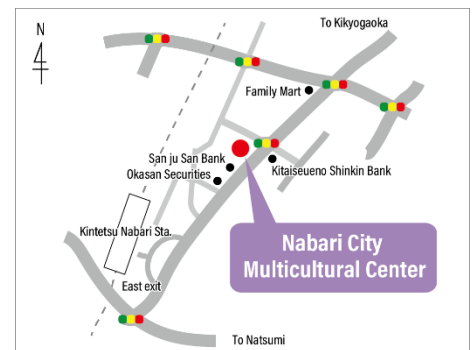 To Kikyogaoka
N
Family Mart
San ju San Bank
Okasan Securities
Kitaiseueno Shinkin Bank
Kintetsu Nabari Sta.
Nabari City
Multicultural Center
East exit
To Natsumi